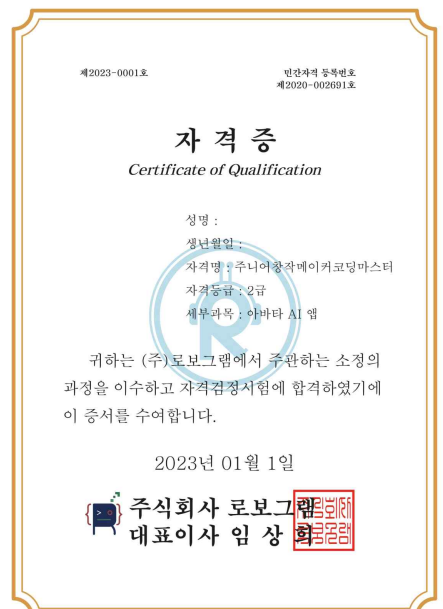 제2023-0001호
민간자격 등록번호
제2020-002691호
자 격 증
Certificate of Qualification
성명 :
생년월일 :
자격명 : 주니어창작메이커코딩마스터
자격등급 : 2급
세부과목 : 아바타 AI 앱
귀하는 (주)로보그램에서 주관하는 소정의
과정을 이수하고 자격검정시험에 합격하였기에
이 증서를 수여합니다.
2023년 01월 1일
주식회사 로보그램
대표이사 임 상 희